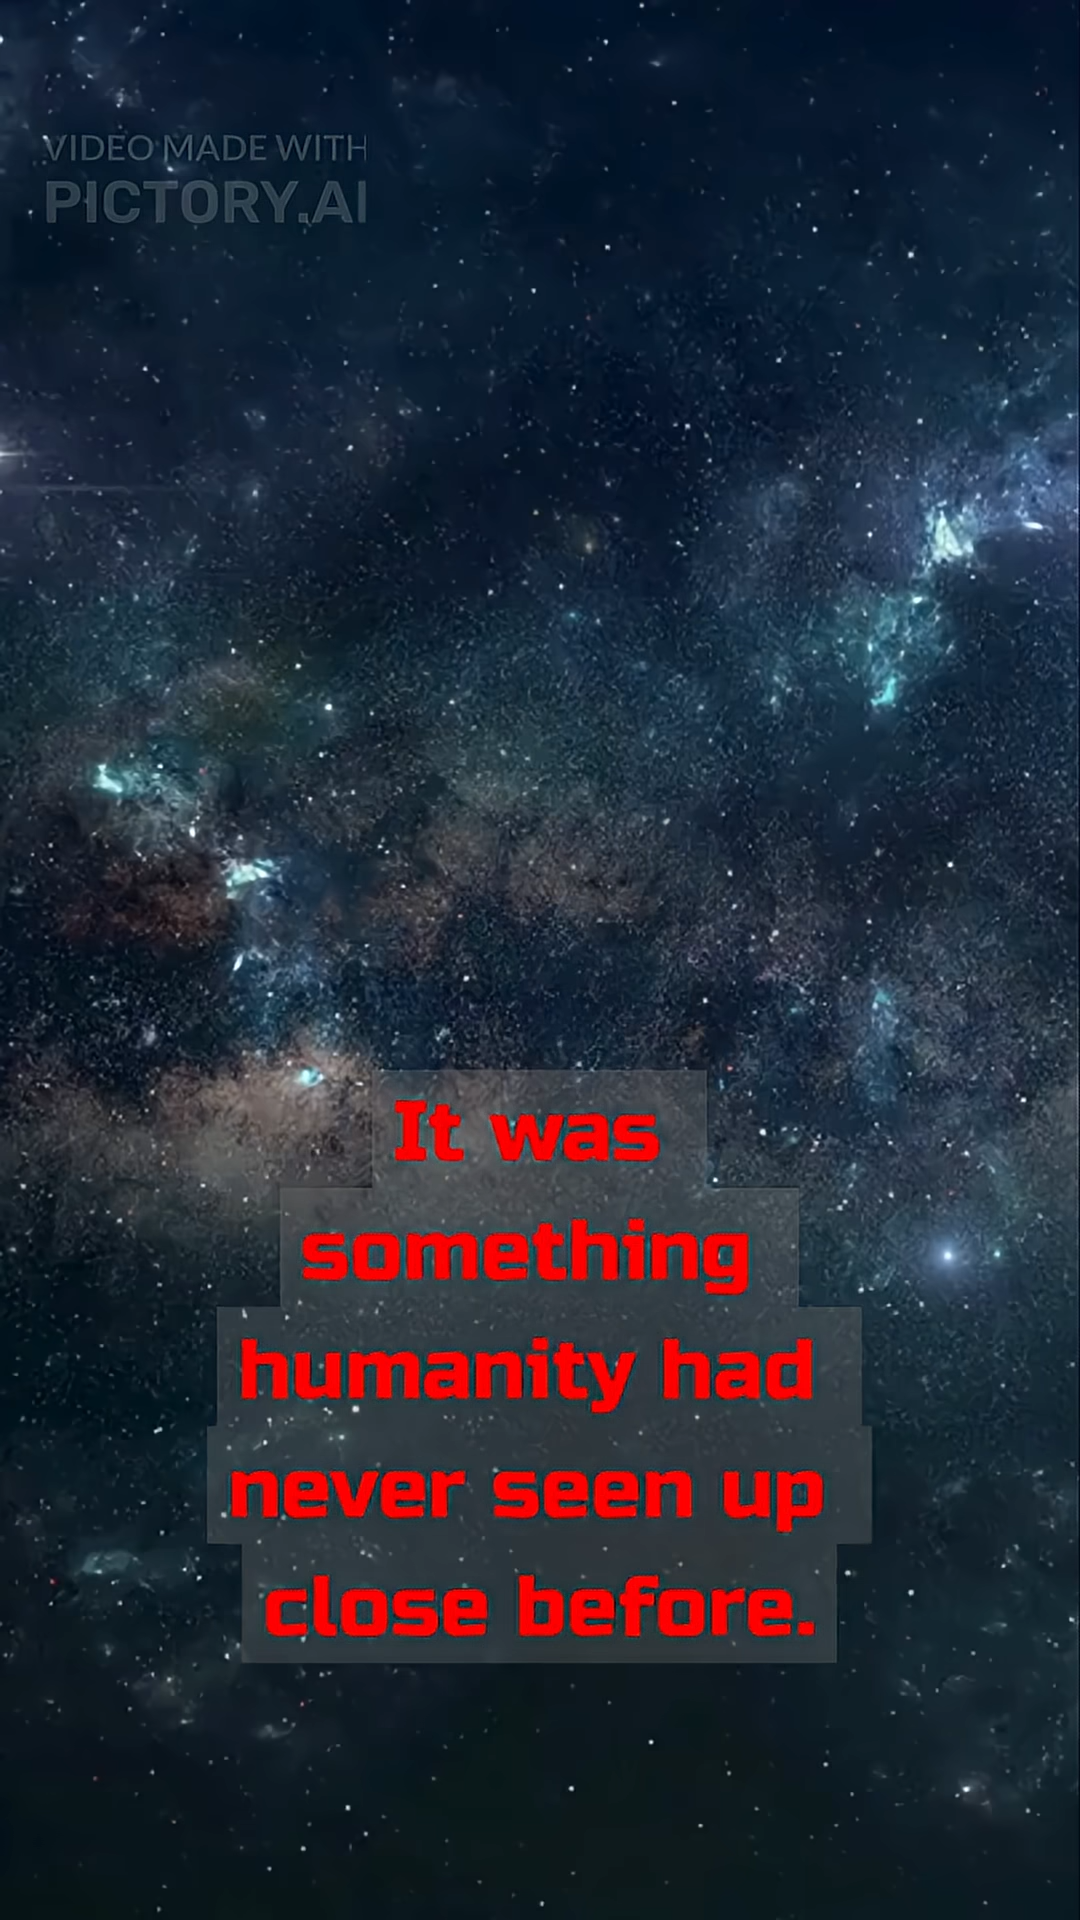 VIDEO MADE WITH
PICTORY.AI
It was
something
humanity had
never seen up
close before.